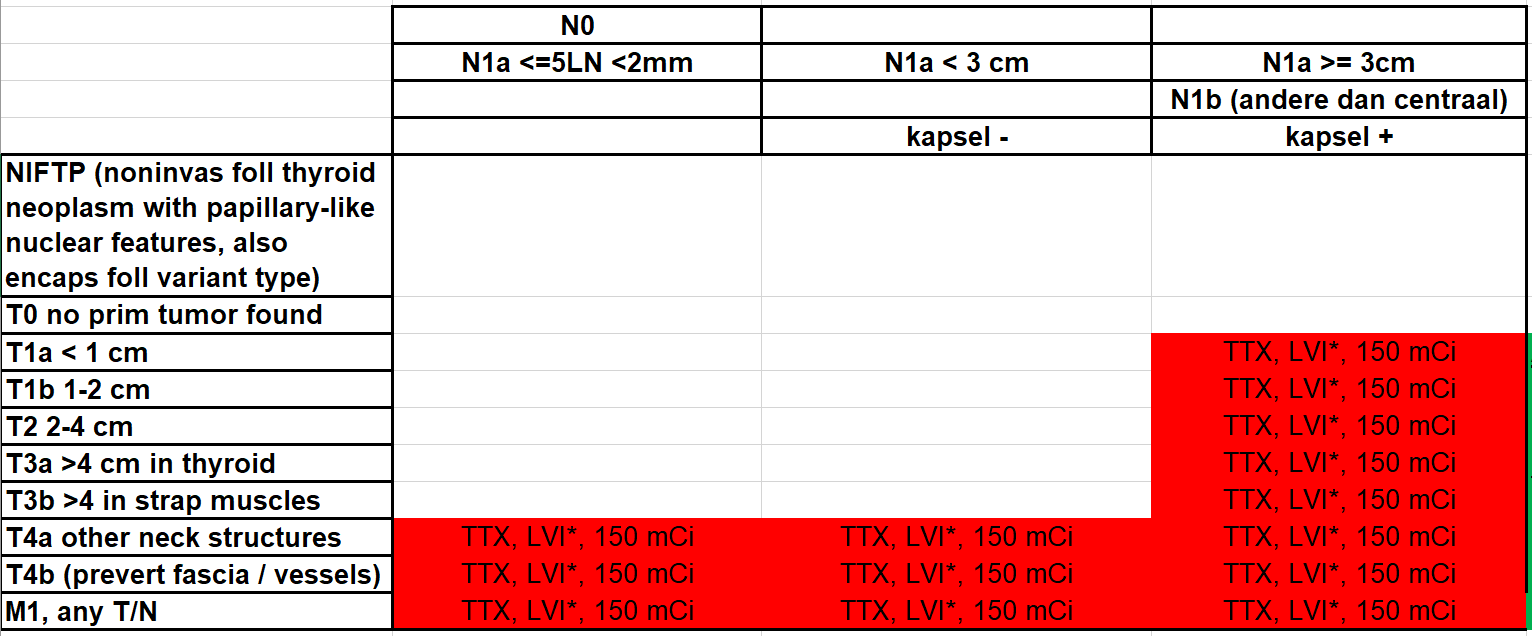 N0
N1a <=5LN <2mm N1a < 3 cm N1a >= 3cm
N1b (andere dan centraal)
kapsel - kapsel +
NIFTP (noninvas foll thyroid
neoplasm with papillary-like
nuclear features, also
encaps foll variant type)
T0 no prim tumor found
T1a < 1 cm TTX, LVI*, 150 mCi
T1b 1-2 cm TTX, LVI*, 150 mCi
T2 2-4 cm TTX, LVI*, 150 mCi
T3a >4 cm in thyroid TTX, LVI*, 150 mCi
T3b >4 in strap muscles TTX, LVI*, 150 mCi
T4a other neck structures TTX, LVI*, 150 mCi TTX, LVI*, 150 mCi TTX, LVI*, 150 mCi
T4b (prevert fascia / vessels) TTX, LVI*, 150 mCi TTX, LVI*, 150 mCi TTX, LVI*, 150 mCi
M1, any T/N TTX, LVI*, 150 mCi TTX, LVI*, 150 mCi TTX, LVI*, 150 mCi